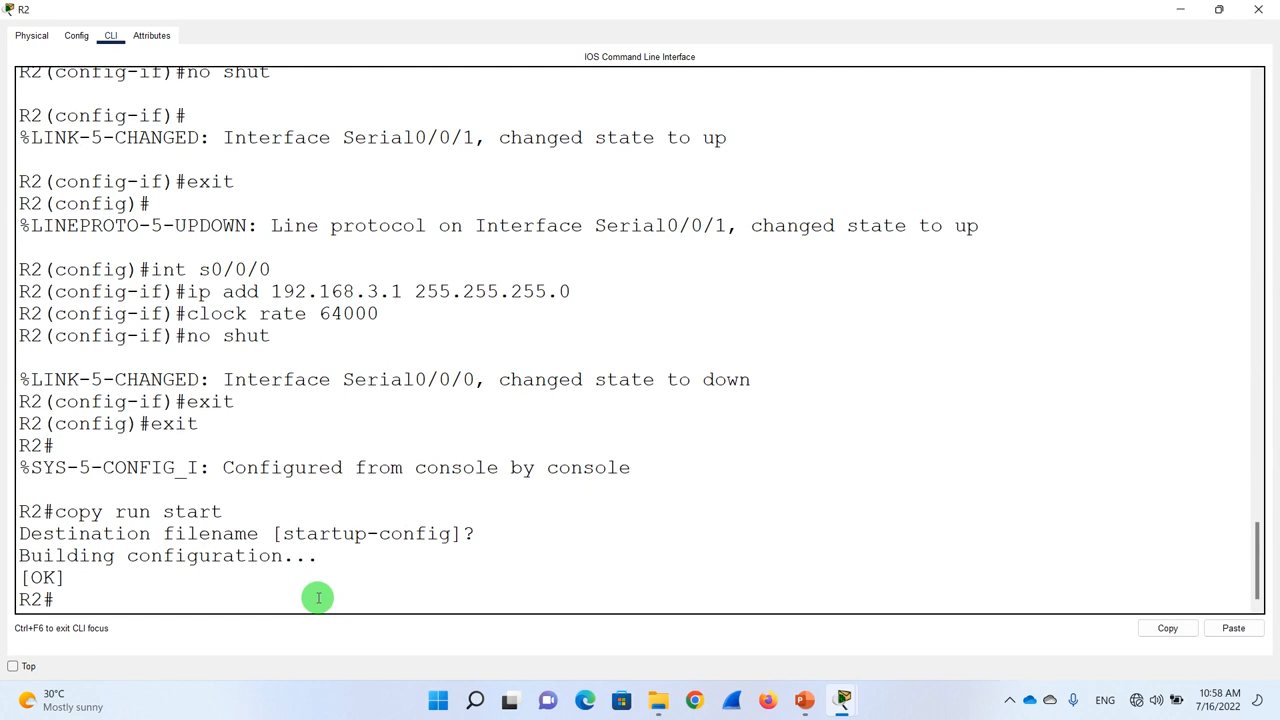 R2
Physical Config CLI Attributes
IOS Command Line Interface
R2(config-if)#no shut
R2(config-if)#
%LINK-5-CHANGED: Interface Serial0/0/1, changed state to up
R2(config-if)#exit
R2(config)#
%LINEPROTO-5-UPDOWN: Line protocol on Interface Serial0/0/1, changed state to up
R2(config)#int s0/0/0
R2(config-if)#ip add 192.168.3.1 255.255.255.0
R2(config-if)#clock rate 64000
R2(config-if)#no shut
%LINK-5-CHANGED: Interface Serial0/0/0, changed state to down
R2(config-if)#exit
R2(config)#exit
R2#
%SYS-5-CONFIG_I: Configured from console by console
R2#copy run start
Destination filename [startup-config]?
Building configuration...
[OK]
R2#
Ctrl+F6 to exit CLI focus
Copy Paste
Top
30°C
Mostly sunny
ENG
10:58 AM
7/16/2022